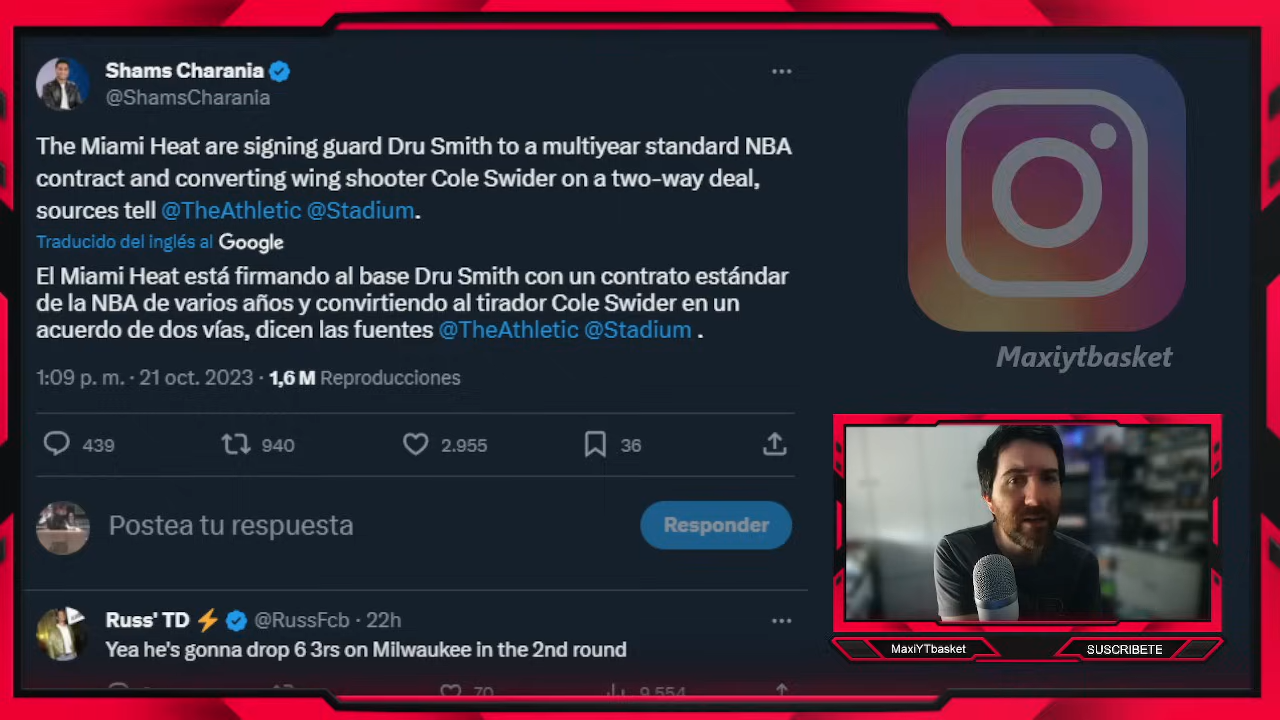 Shams Charania
@ShamsCharania
The Miami Heat are signing guard Dru Smith to a multiyear standard NBA
contract and converting wing shooter Cole Swider on a two-way deal,
sources tell @TheAthletic @Stadium.
Traducido del inglés al Google
El Miami Heat está firmando al base Dru Smith con un contrato estándar
de la NBA de varios años y convirtiendo al tirador Cole Swider en un
acuerdo de dos vías, dicen las fuentes @TheAthletic @Stadium .
1:09 p. m. · 21 oct. 2023 · 1,6 M Reproducciones
439 940 2.955 36
Postea tu respuesta
Responder
Russ' TD ⚡ @RussFcb · 22h
Yea he's gonna drop 6 3rs on Milwaukee in the 2nd round
70 9.554
Maxiytbasket
MaxiYTbasket
SUSCRIBETE